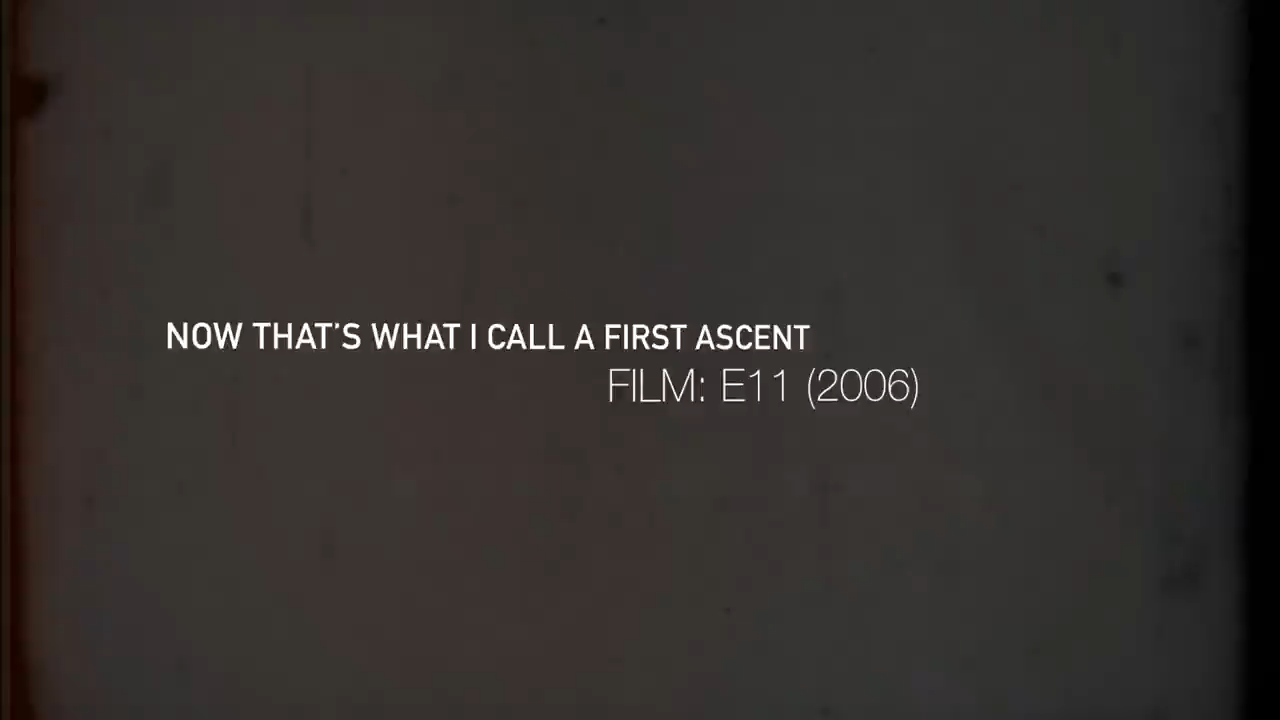 NOW THAT'S WHAT I CALL A FIRST ASCENT
FILM: E11 (2006)